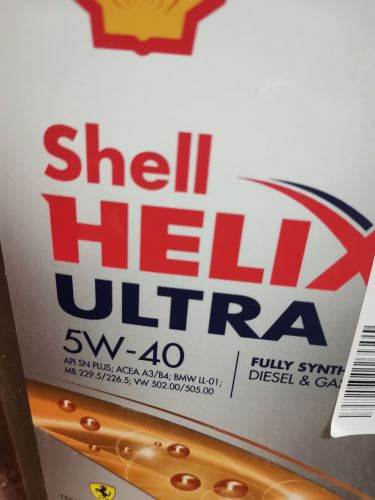 Shell
HELIX
ULTRA
5W-40
API SN PLUS; ACEA A3/B4; BMW LL-01;
MB 229.5/226.5; VW 502.00/505.00
FULLY
DIESEL &